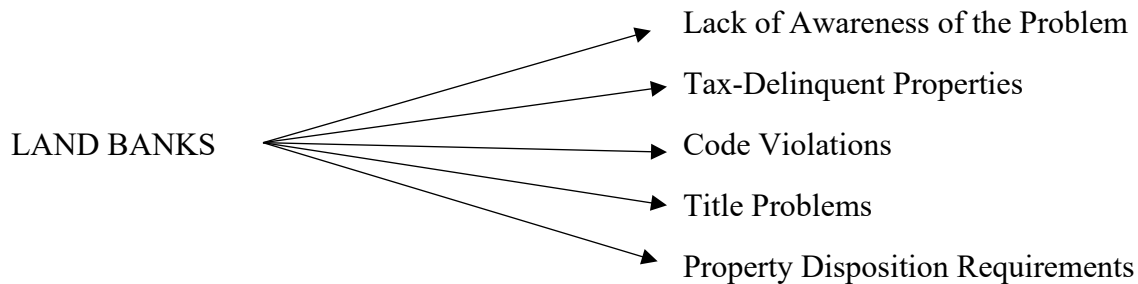 Lack of Awareness of the Problem
Tax-Delinquent Properties
LAND BANKS
Code Violations
Title Problems
Property Disposition Requirements